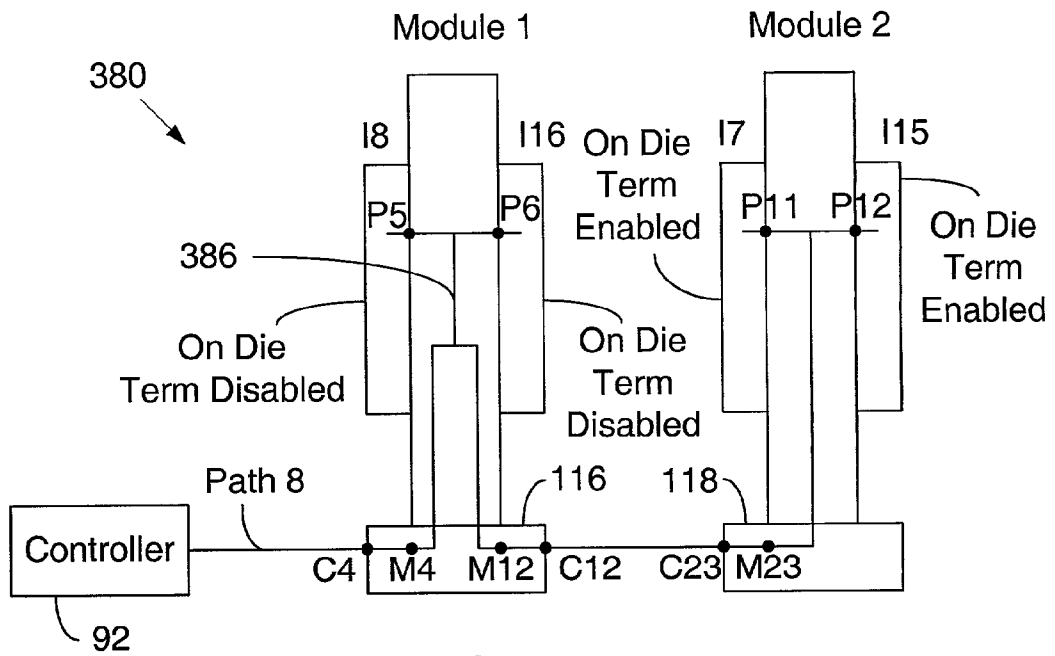 Module 1
Module 2
380
I8
I16
I7
I15
On Die
Term
Enabled
P5
P6
P11
P12
386
On Die
Term
Enabled
On Die
Term Disabled
On Die
Term
Disabled
Path 8
116
118
Controller
C4
M4
M12
C12
C23
M23
92